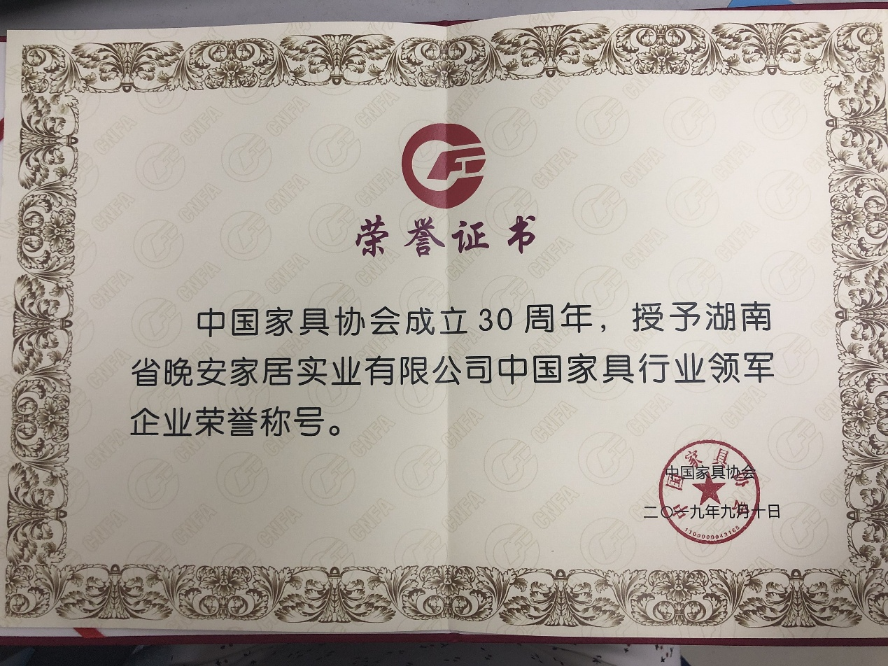 荣誉证书
中国家具协会成立30周年，授予湖南
省晚安家居实业有限公司中国家具行业领军
企业荣誉称号。
中国家具协会
二〇一九年九月十日